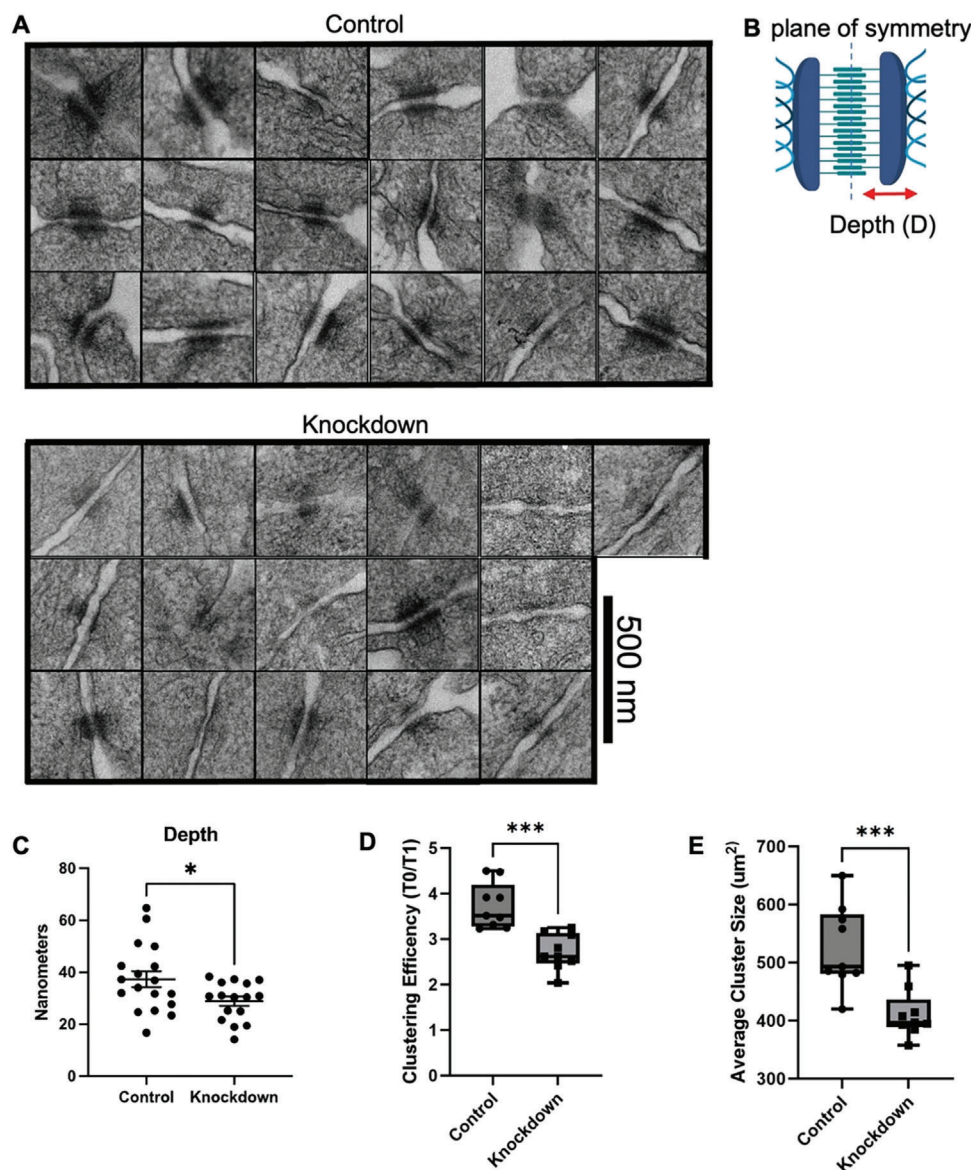 A
Control
B
plane of symmetry
Depth (D)
Knockdown
500 nm
C
Depth
*
Nanometers
80
60
40
20
0
Control
Knockdown
D
***
Clustering Efficency (T0/T1)
5
4
3
2
1
0
Control
Knockdown
E
***
Average Cluster Size (um²)
700
600
500
400
300
Control
Knockdown